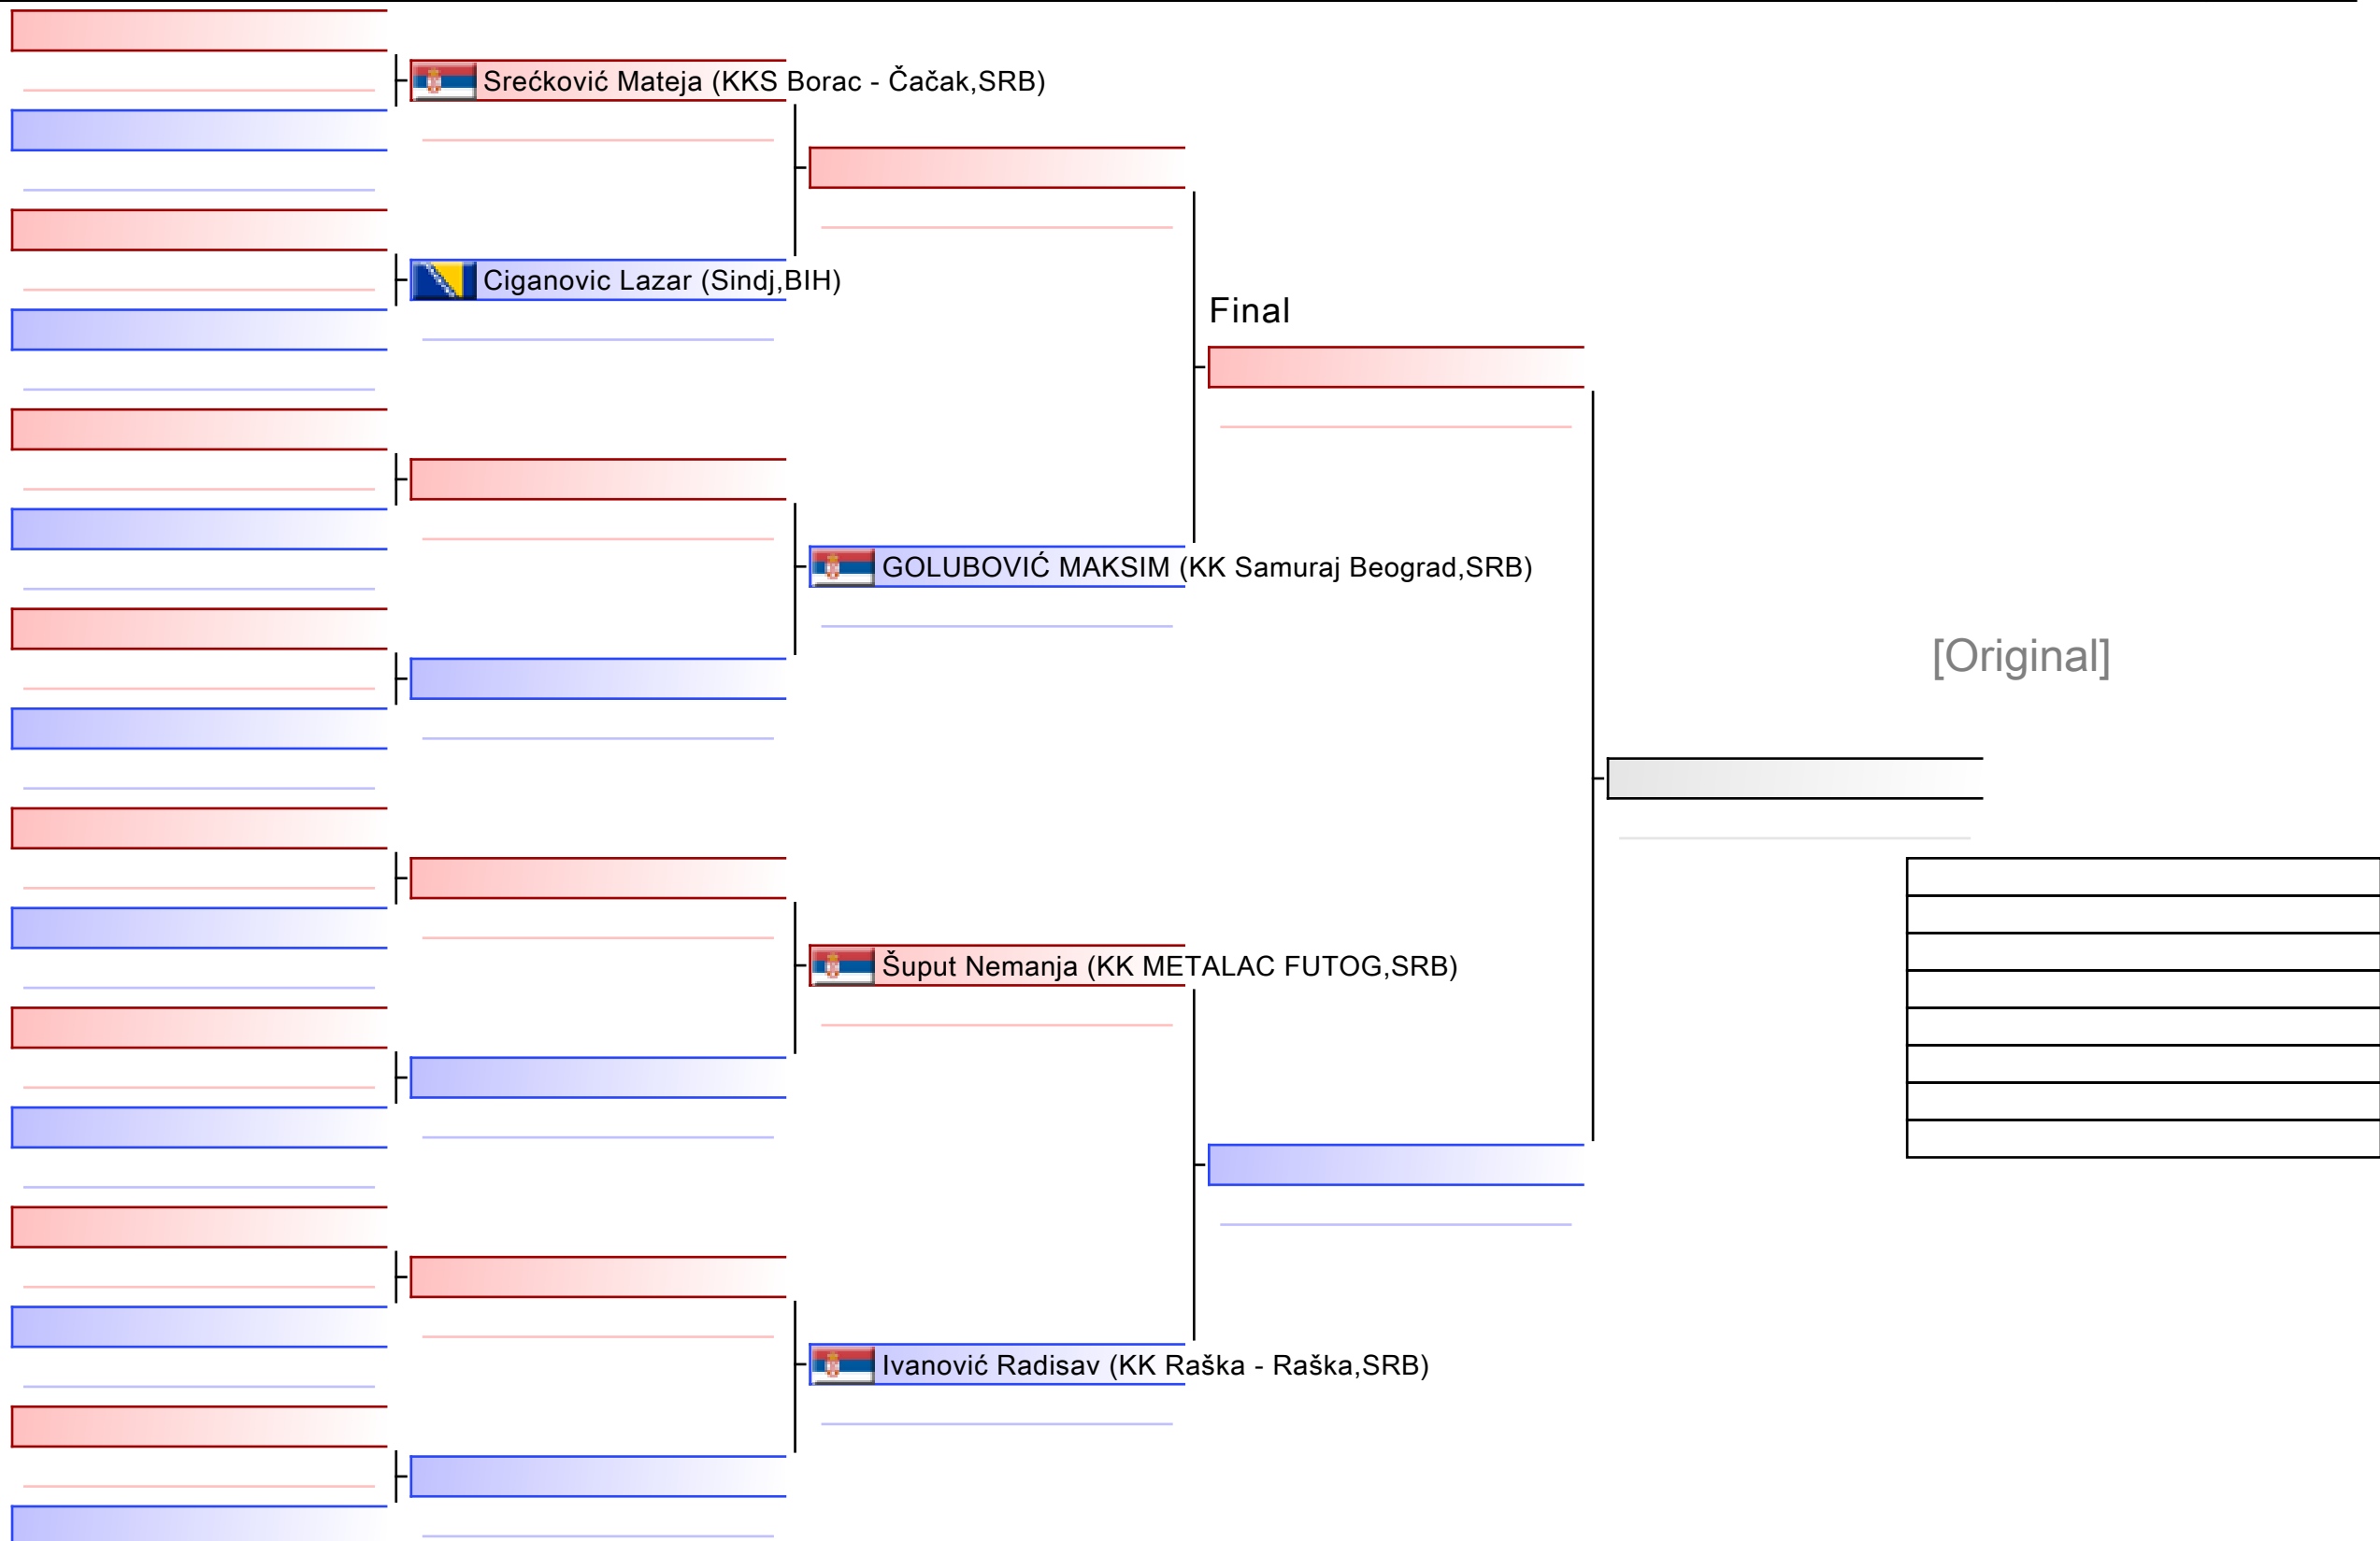 Srećković Mateja (KKS Borac - Čačak,SRB)
Ciganovic Lazar (Sindj,BIH)
Final
GOLUBOVIĆ MAKSIM (KK Samuraj Beograd,SRB)
[Original]
Šuput Nemanja (KK METALAC FUTOG,SRB)
Ivanović Radisav (KK Raška - Raška,SRB)